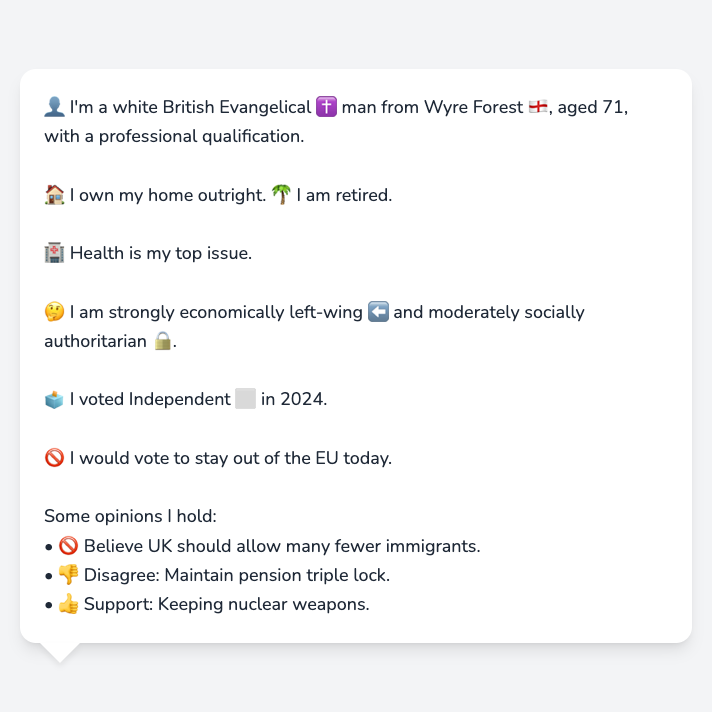 👤 I'm a white British Evangelical ✝️ man from Wyre Forest 🏴󠁧󠁢󠁥󠁮󠁧󠁿, aged 71,
with a professional qualification.
🏠 I own my home outright. 🌴 I am retired.
🏥 Health is my top issue.
🤔 I am strongly economically left-wing ⬅️ and moderately socially
authoritarian 🔒.
🗳️ I voted Independent ⬜ in 2024.
🚫 I would vote to stay out of the EU today.
Some opinions I hold:
• 🚫 Believe UK should allow many fewer immigrants.
• 👎 Disagree: Maintain pension triple lock.
• 👍 Support: Keeping nuclear weapons.